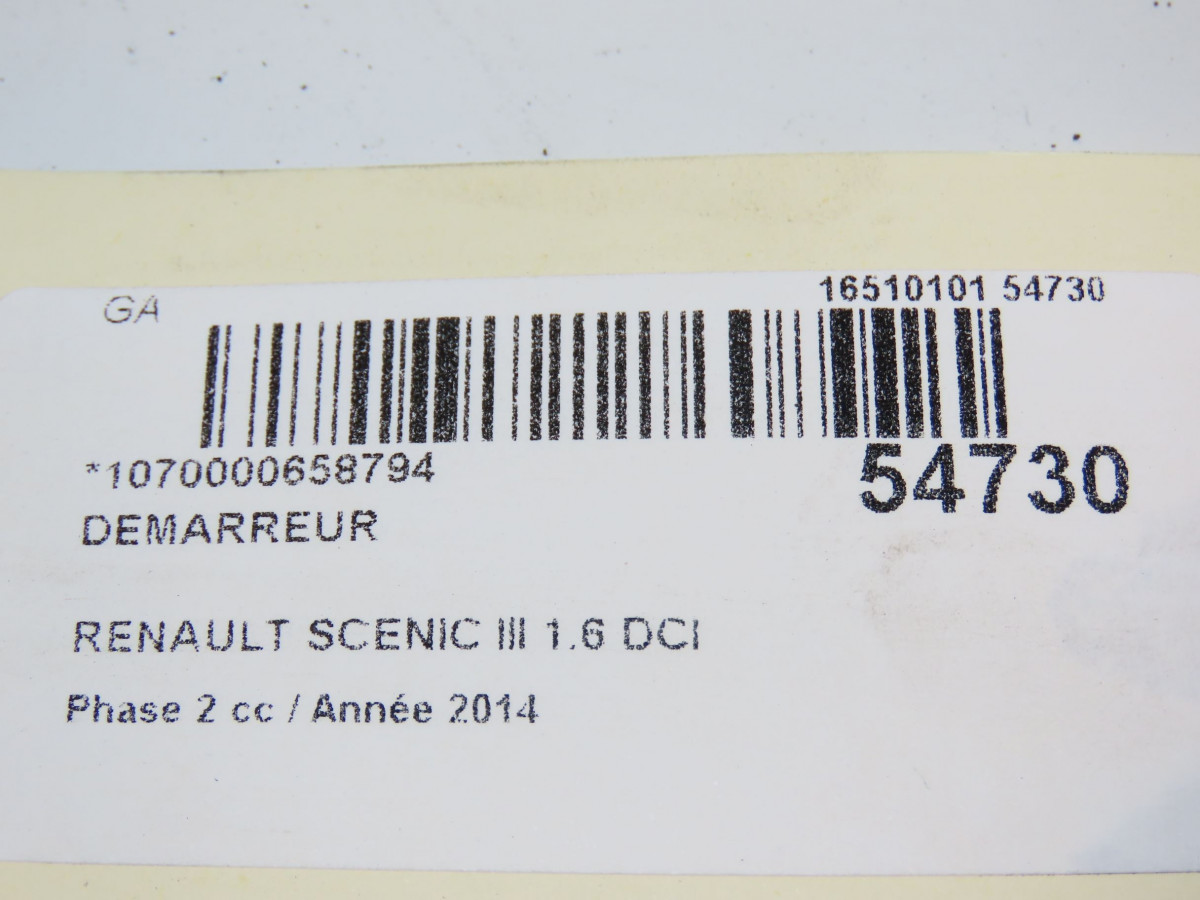 16510101 54730
GA
*1070000658794
54730
DEMARREUR
RENAULT SCENIC III 1.6 DCI
Phase 2 cc / Année 2014